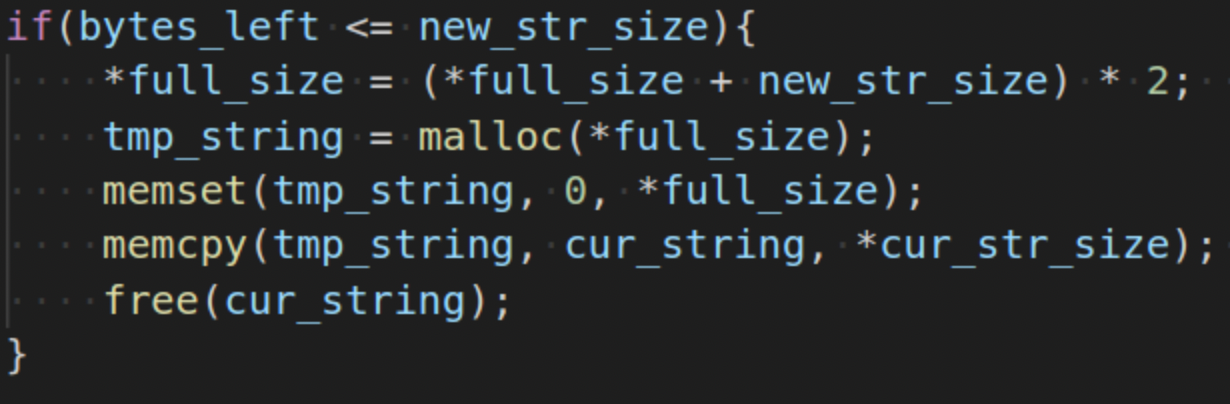 if(bytes_left <= new_str_size){
    *full_size = (*full_size + new_str_size) * 2;
    tmp_string = malloc(*full_size);
    memset(tmp_string, 0, *full_size);
    memcpy(tmp_string, cur_string, *cur_str_size);
    free(cur_string);
}